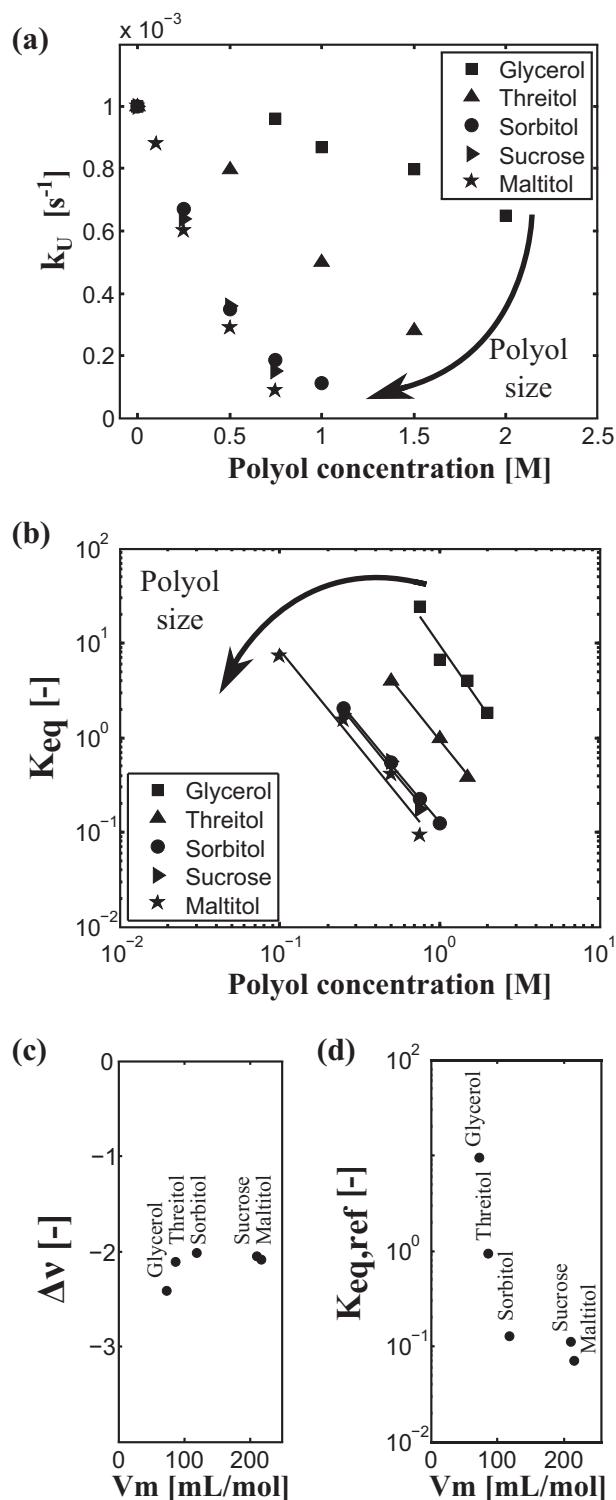 (a)
x 10⁻³
Glycerol
Threitol
Sorbitol
Sucrose
Maltitol
1
0.8
0.6
0.4
0.2
0
k_U [s⁻¹]
Polyol
size
0 0.5 1 1.5 2 2.5
Polyol concentration [M]
(b)
10²
10¹
10⁰
10⁻¹
10⁻²
K_eq [-]
Polyol
size
Glycerol
Threitol
Sorbitol
Sucrose
Maltitol
10⁻² 10⁻¹ 10⁰ 10¹
Polyol concentration [M]
(c)
0
−1
−2
−3
Δν [-]
Glycerol
Threitol
Sorbitol
Sucrose
Maltitol
0 100 200
Vm [mL/mol]
(d)
10²
10⁰
10⁻¹
10⁻²
K_eq,ref [-]
Glycerol
Threitol
Sorbitol
Sucrose
Maltitol
0 100 200
Vm [mL/mol]